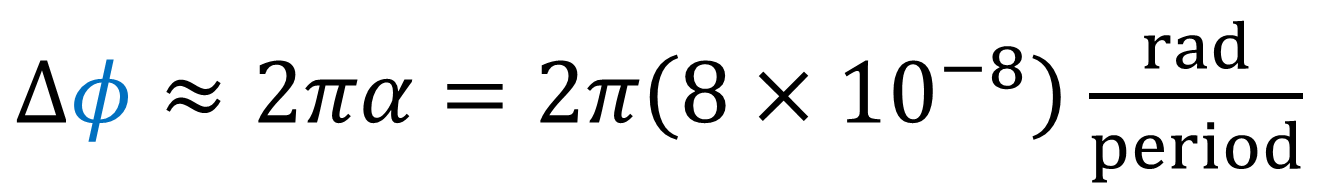 Δϕ ≈ 2πα = 2π(8 × 10⁻⁸) rad/period